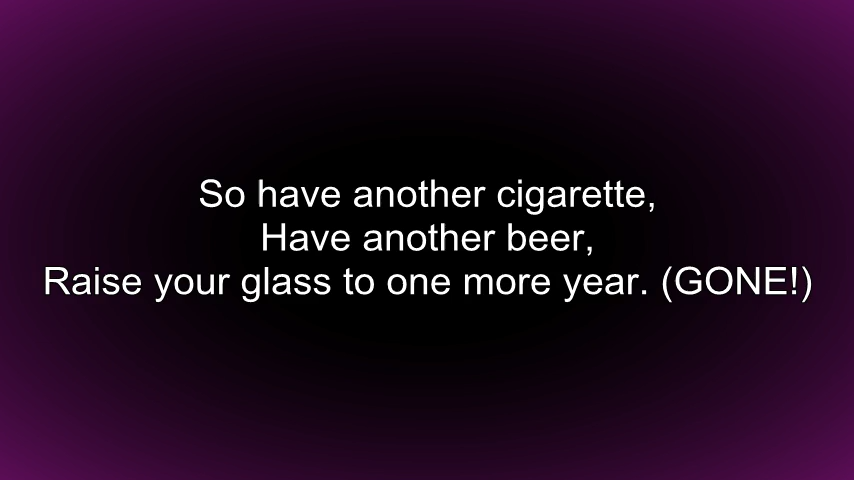 So have another cigarette,
Have another beer,
Raise your glass to one more year. (GONE!)